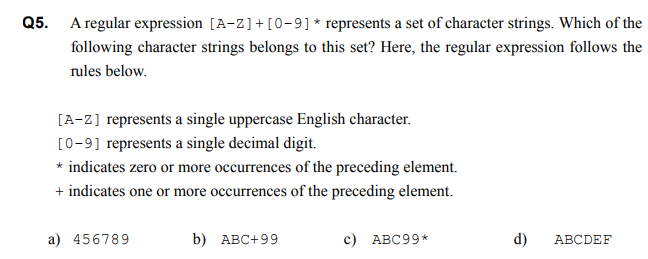 Q5. A regular expression [A-Z]+[0-9]* represents a set of character strings. Which of the
following character strings belongs to this set? Here, the regular expression follows the
rules below.
[A-Z] represents a single uppercase English character.
[0-9] represents a single decimal digit.
* indicates zero or more occurrences of the preceding element.
+ indicates one or more occurrences of the preceding element.
a) 456789 b) ABC+99 c) ABC99* d) ABCDEF